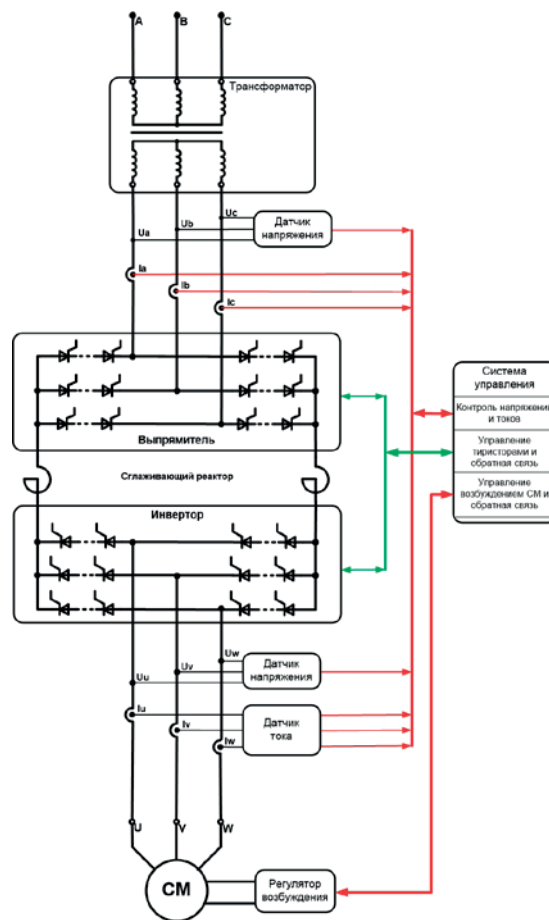 A
B
C
Трансформатор
Uc
Ub
Ua
Датчик
напряжения
Ia
Ib
Ic
Выпрямитель
Система
управления
Контроль напряжений
и токов
Управление
тиристорами и
обратная связь
Управление
возбуждением СМ и
обратная связь
Сглаживающий реактор
Инвертор
Uw
Uv
Uu
Датчик
напряжения
Iu
Iv
Iw
Датчик
тока
U
V
W
СМ
Регулятор
возбуждения